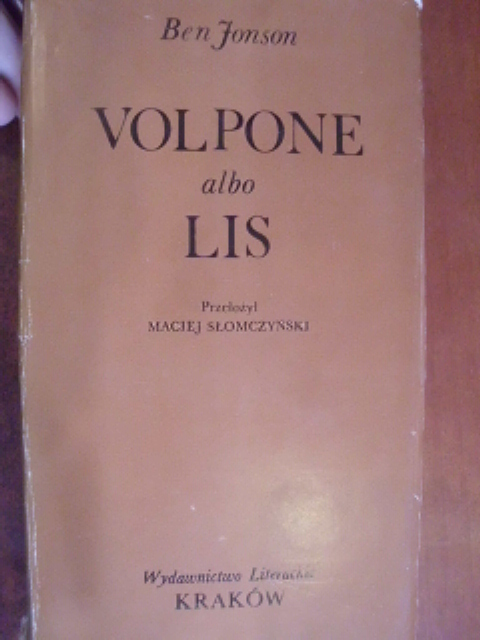 Ben Jonson
VOLPONE
albo
LIS
Przełożył
MACIEJ SŁOMCZYŃSKI
Wydawnictwo Literackie
KRAKÓW